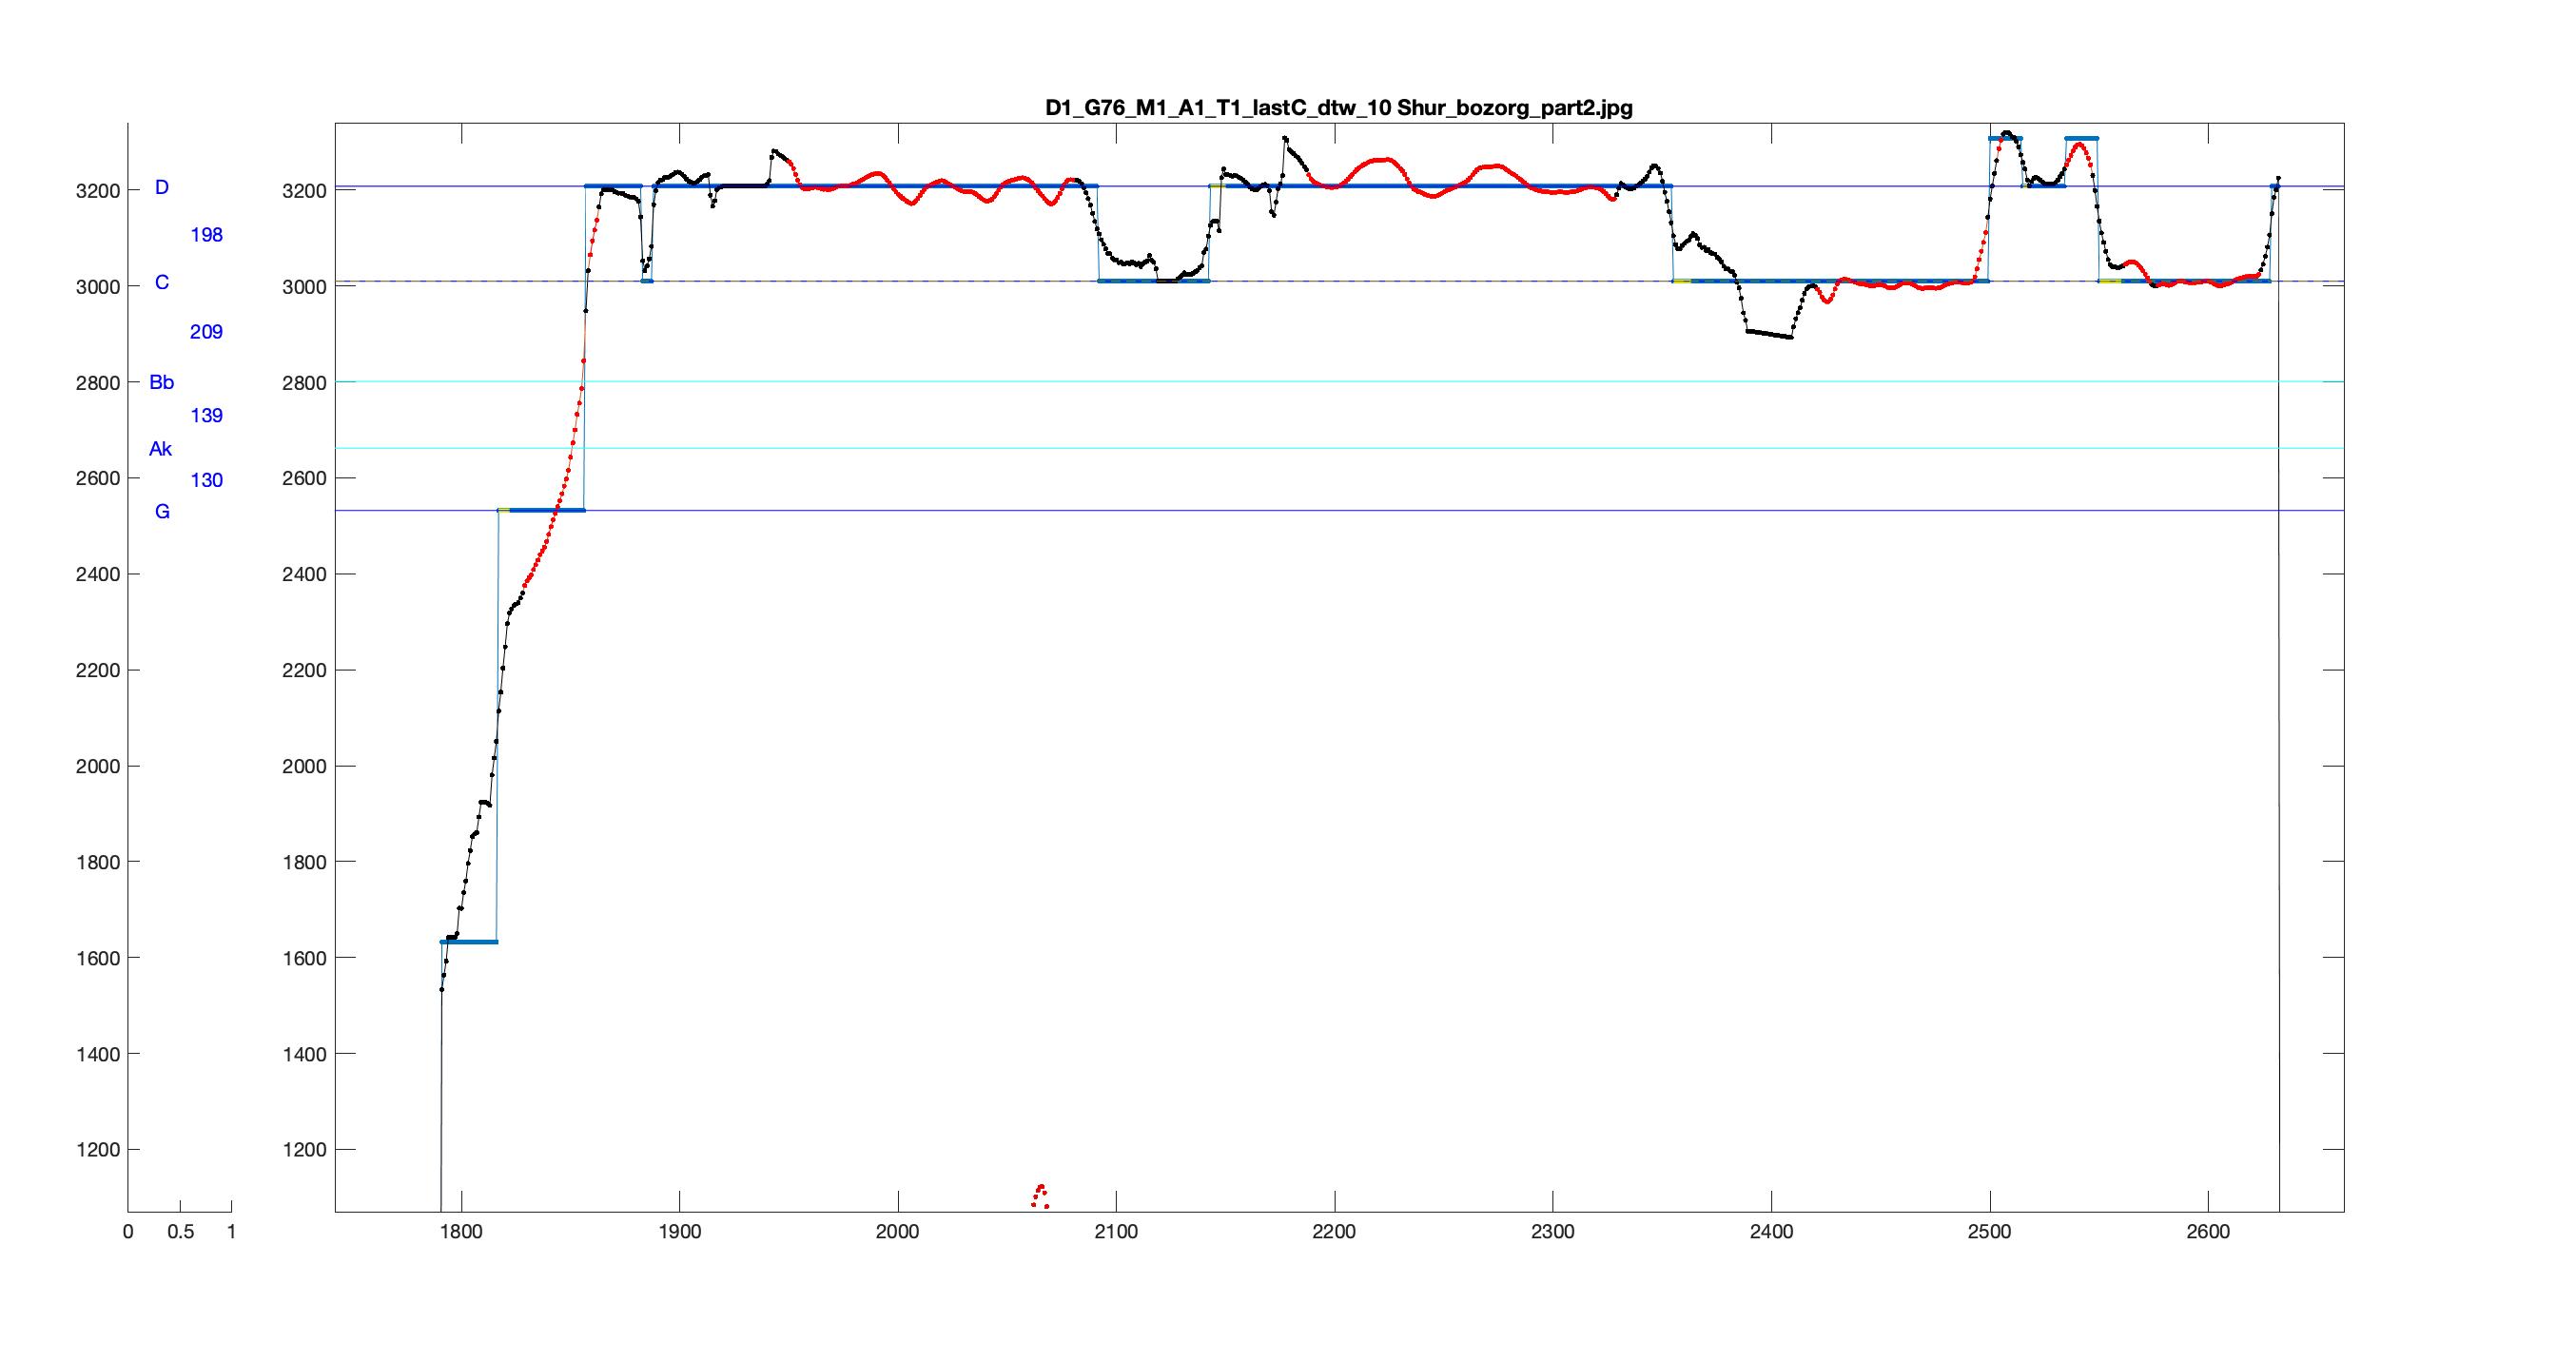 D1_G76_M1_A1_T1_lastC_dtw_10 Shur_bozorg_part2.jpg
3200 D 3200
198
3000 C 3000
209
2800 Bb 2800
139
Ak
2600 2600
130
G
2400 2400
2200 2200
2000 2000
1800 1800
1600 1600
1400 1400
1200 1200
0 0.5 1 1800 1900 2000 2100 2200 2300 2400 2500 2600